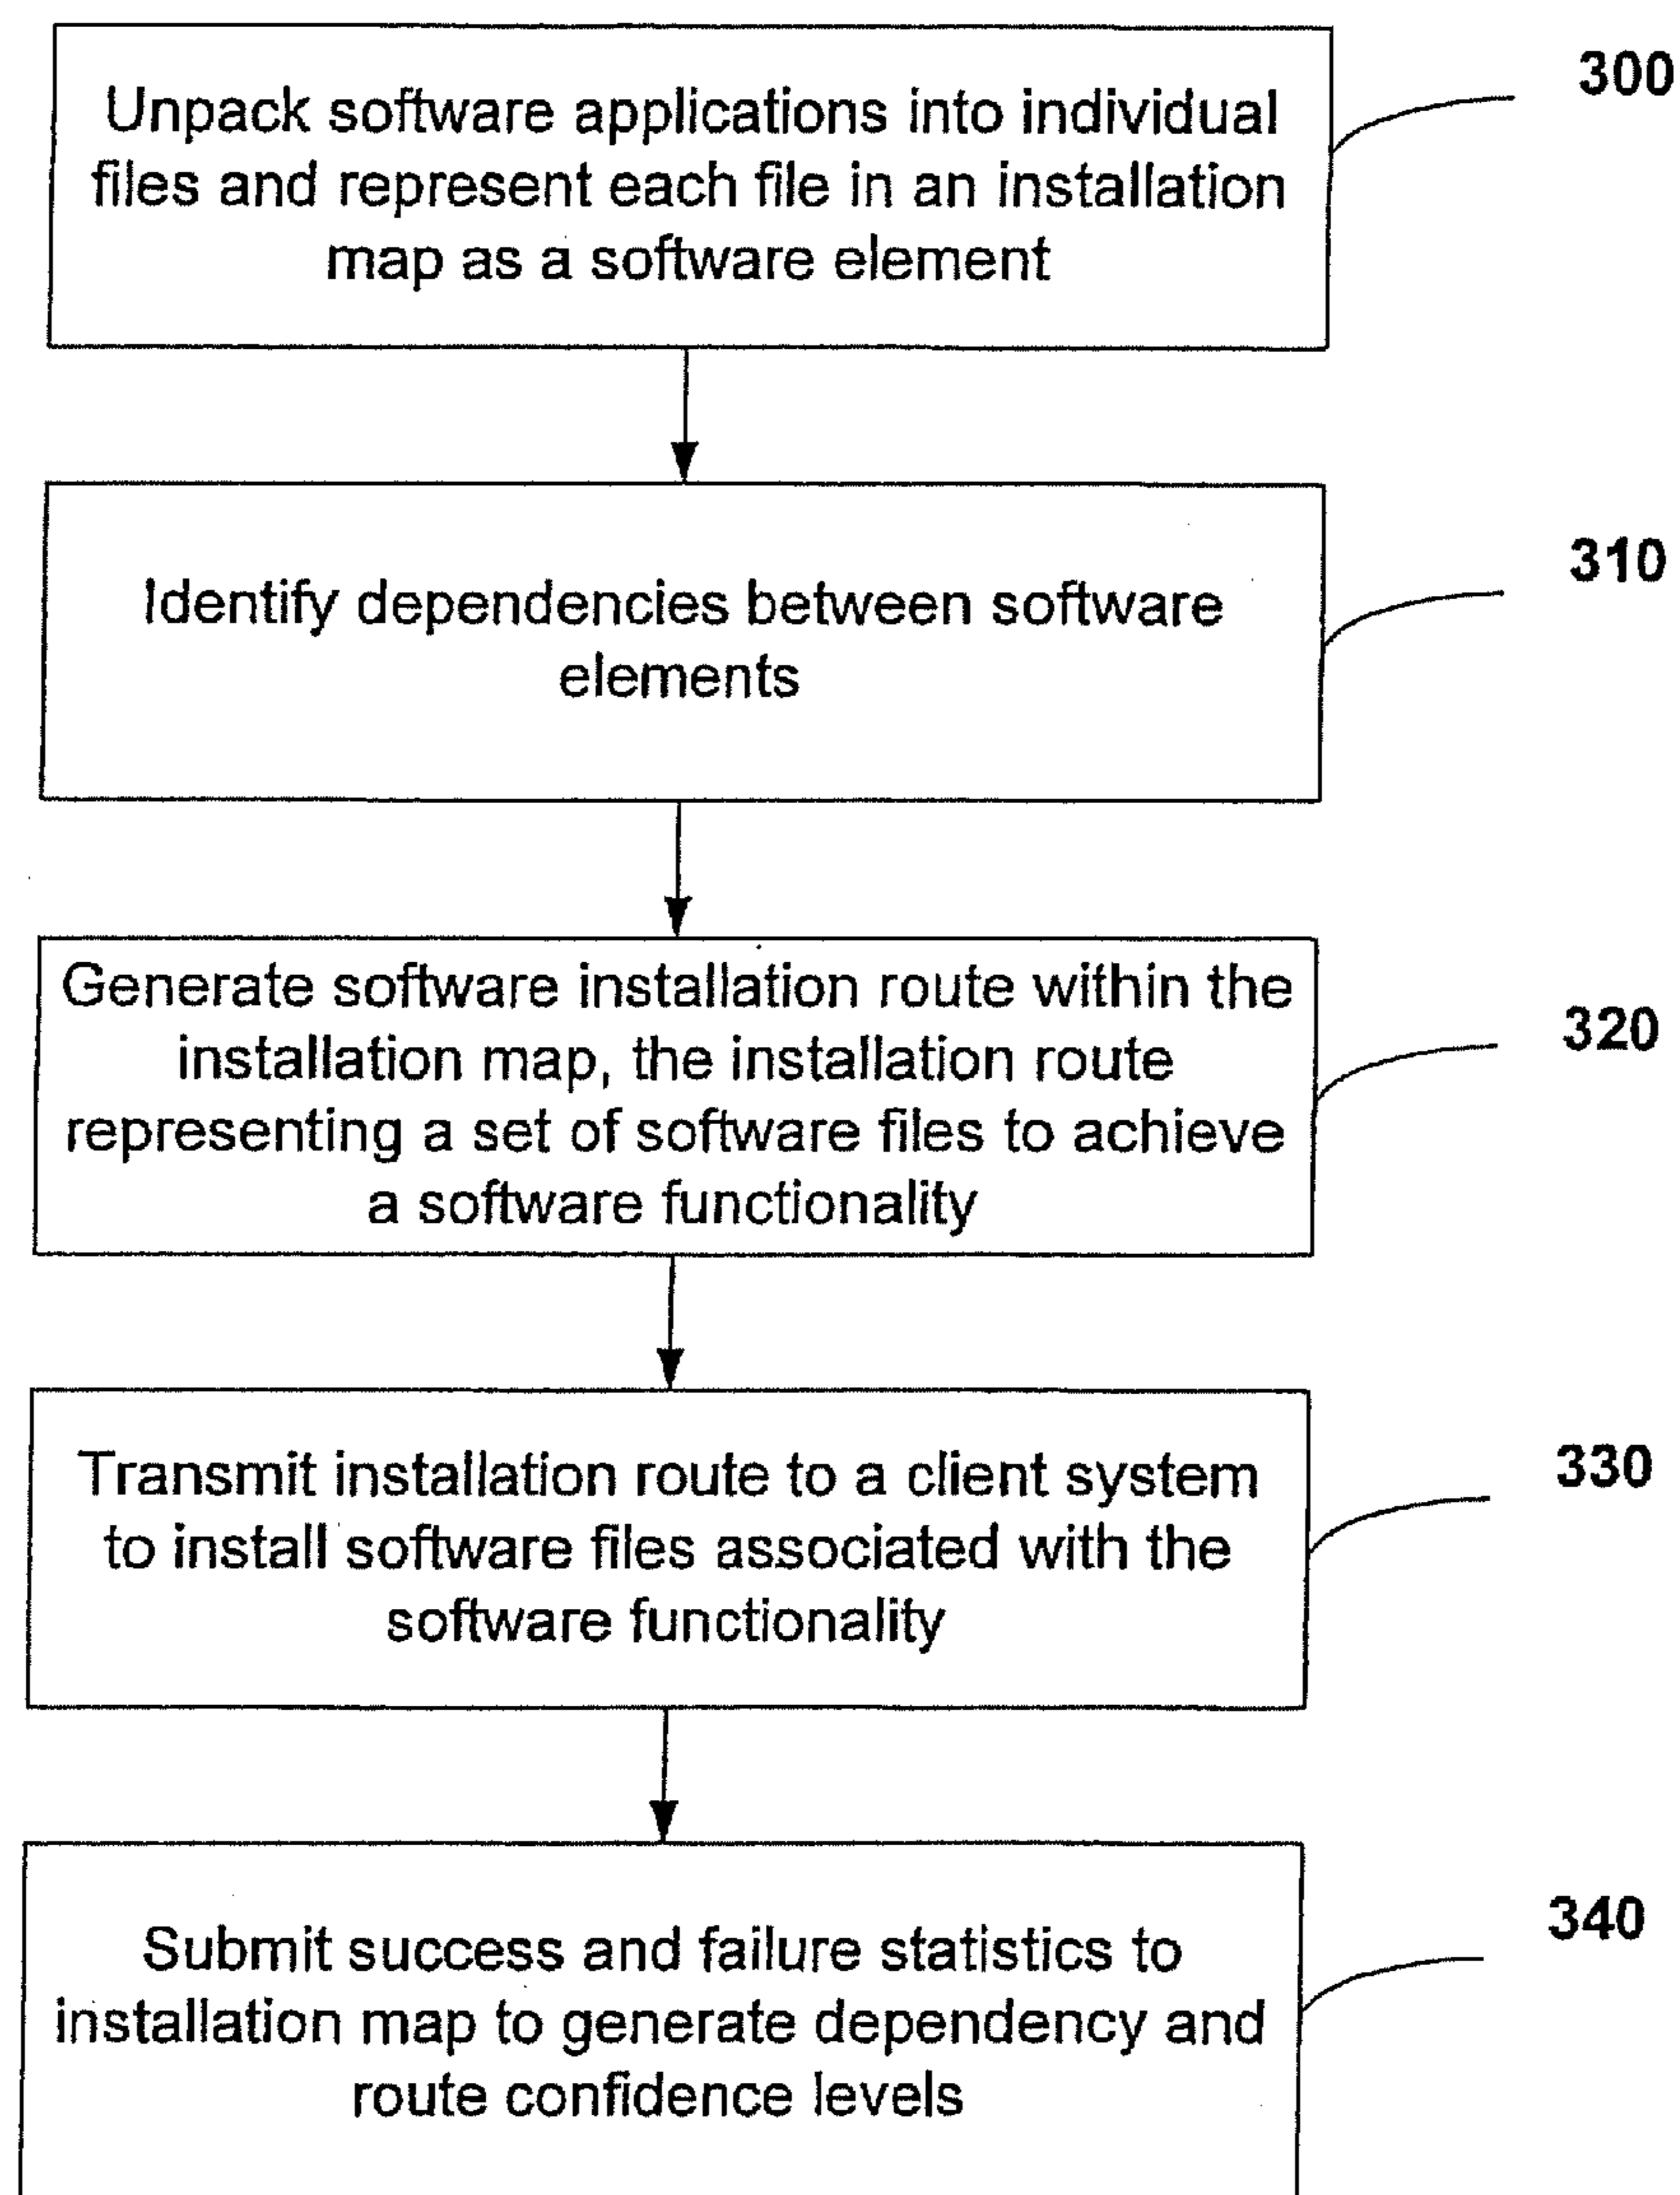 Unpack software applications into individual
files and represent each file in an installation
map as a software element
300
Identify dependencies between software
elements
310
Generate software installation route within the
installation map, the installation route
representing a set of software files to achieve
a software functionality
320
Transmit installation route to a client system
to install software files associated with the
software functionality
330
Submit success and failure statistics to
installation map to generate dependency and
route confidence levels
340